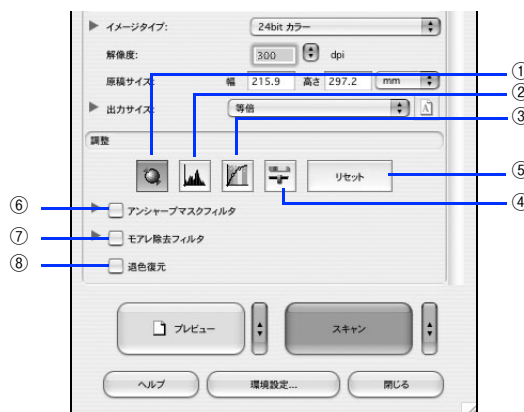 イメージタイプ: 24bit カラー
解像度: 300 dpi
原稿サイズ: 幅 215.9 高さ 297.2 mm
出力サイズ: 等倍 A
調整
リセット
アンシャープマスクフィルタ
モアレ除去フィルタ
退色復元
プレビュー スキャン
ヘルプ 環境設定... 閉じる
①
②
③
⑤
④
⑥
⑦
⑧